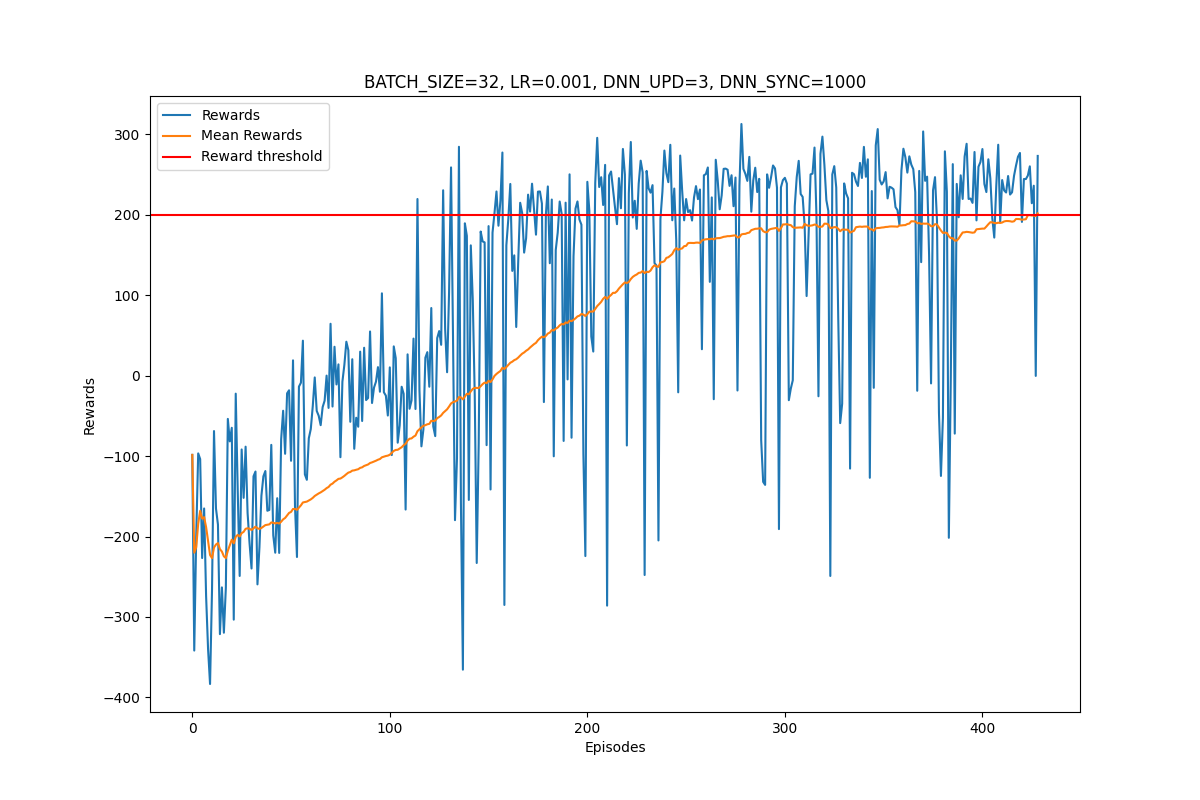 BATCH_SIZE=32, LR=0.001, DNN_UPD=3, DNN_SYNC=1000
Rewards
Mean Rewards
Reward threshold
300
200
100
0
−100
−200
−300
−400
Rewards
0
100
200
300
400
Episodes